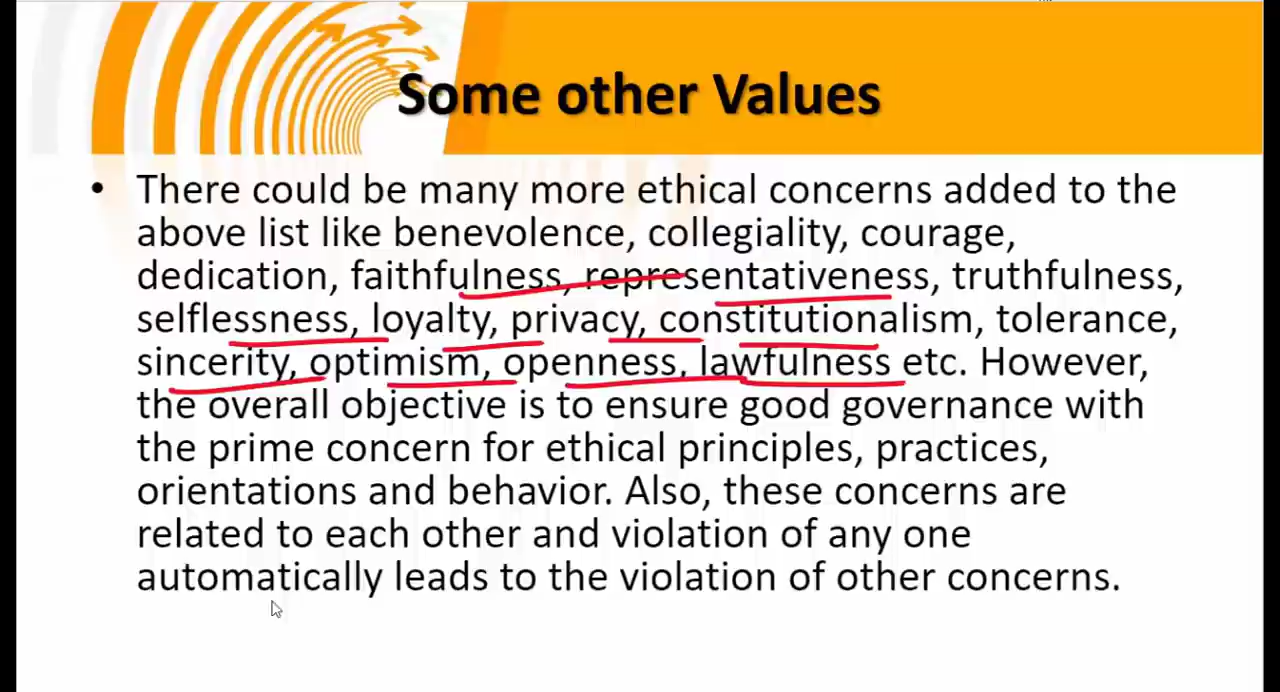 Some other Values
• There could be many more ethical concerns added to the
above list like benevolence, collegiality, courage,
dedication, faithfulness, representativeness, truthfulness,
selflessness, loyalty, privacy, constitutionalism, tolerance,
sincerity, optimism, openness, lawfulness etc. However,
the overall objective is to ensure good governance with
the prime concern for ethical principles, practices,
orientations and behavior. Also, these concerns are
related to each other and violation of any one
automatically leads to the violation of other concerns.